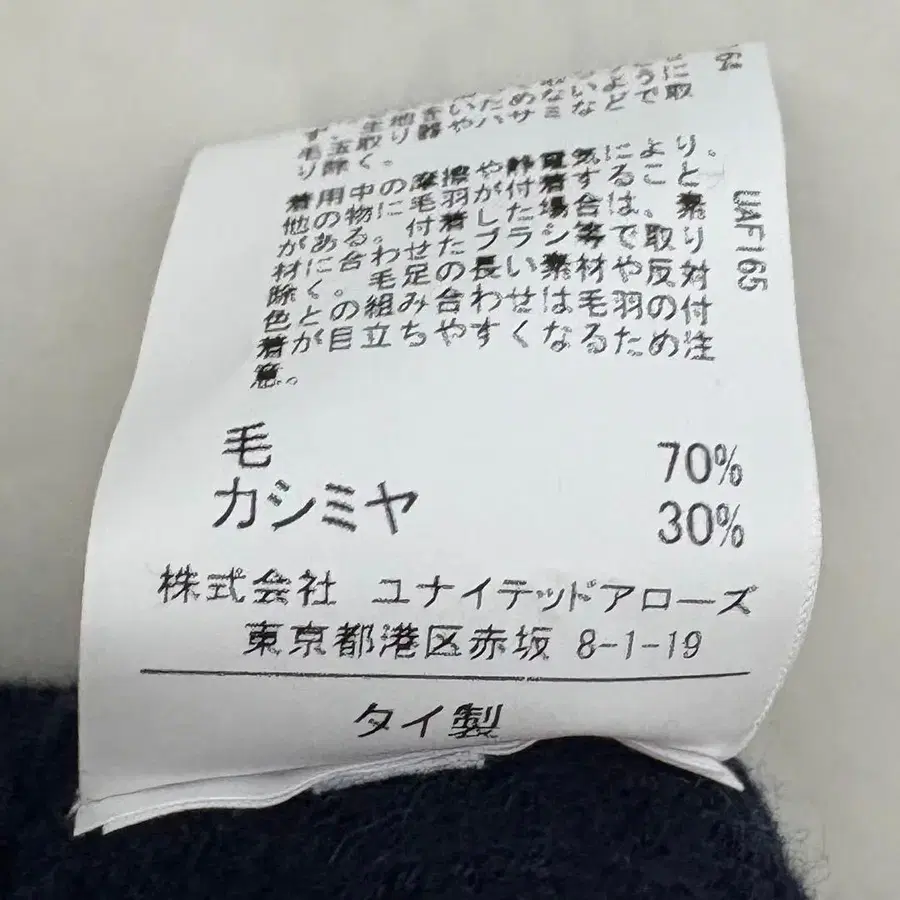 毛玉取り器やハサミなどで取
り除く。
着用中の摩擦や静電気により、
他の物に毛羽が付着すること
がある。付着した場合は、素
材に合わせたブラシ等で取り
除く。毛足の長い素材や反対
色との組み合わせは毛羽の付
着が目立ちやすくなるため注
意。
UAF165
毛 70%
カシミヤ 30%
株式会社 ユナイテッドアローズ
東京都港区赤坂 8-1-19
タイ製